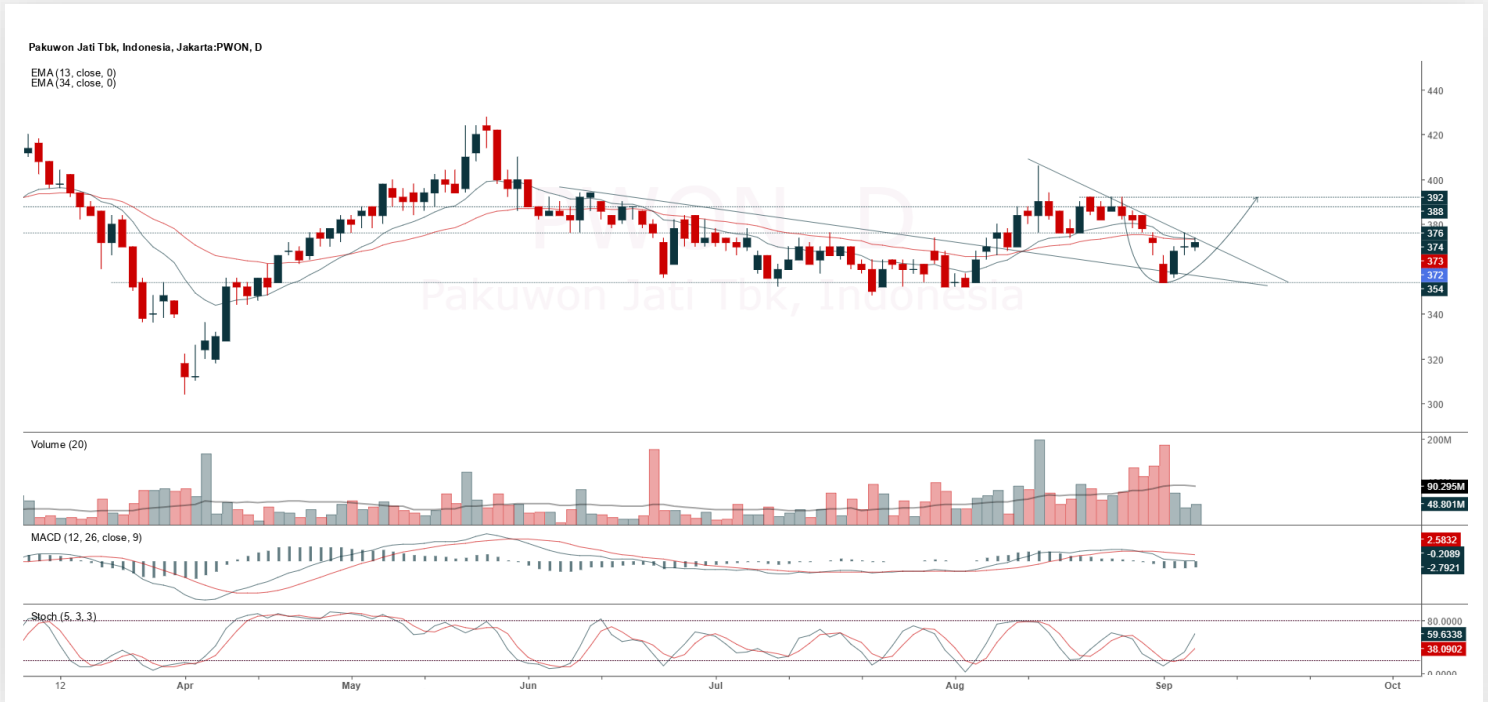 Pakuwon Jati Tbk, Indonesia, Jakarta:PWON, D
EMA (13, close, 0)
EMA (34, close, 0)
PWON, D
Pakuwon Jati Tbk, Indonesia
440
420
400
392
388
380
376
374
373
372
354
340
320
300
Volume (20)
200M
90.295M
48.801M
MACD (12, 26, close, 9)
2.5832
-0.2089
-2.7921
Stoch (5, 3, 3)
80.0000
59.6338
38.0902
0.0000
12 Apr May Jun Jul Aug Sep Oct